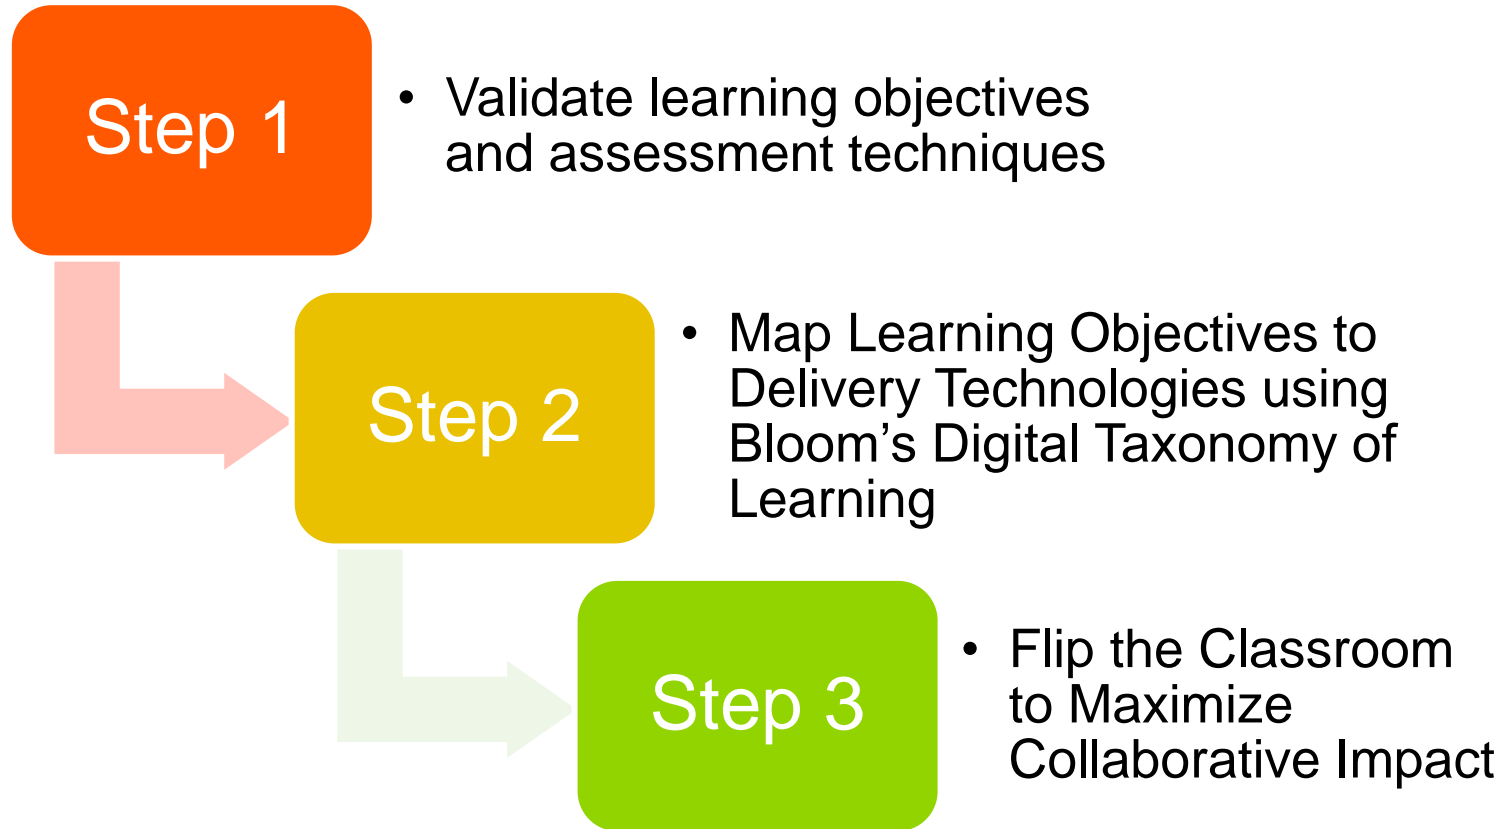 Step 1
• Validate learning objectives
and assessment techniques
Step 2
• Map Learning Objectives to
Delivery Technologies using
Bloom’s Digital Taxonomy of
Learning
Step 3
• Flip the Classroom
to Maximize
Collaborative Impact